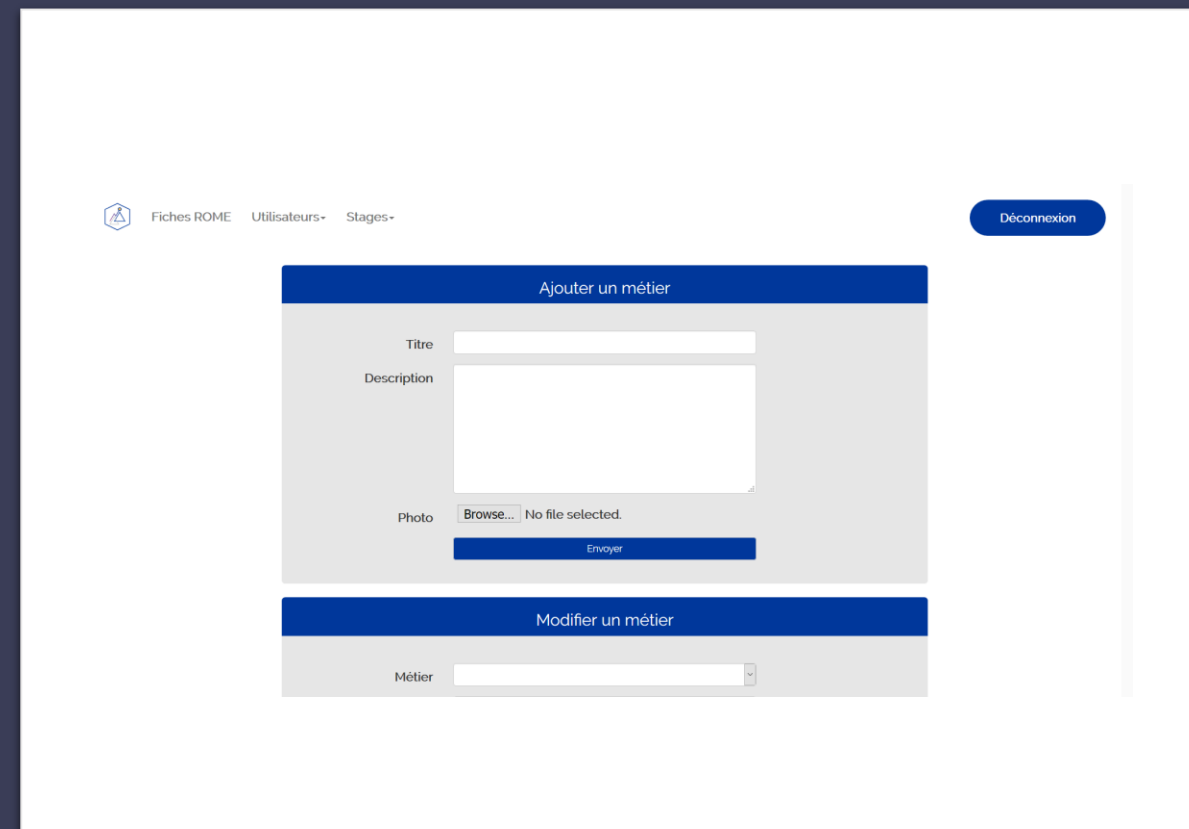 Fiches ROME Utilisateurs Stages Déconnexion
Ajouter un métier
Titre
Description
Photo Browse... No file selected.
Envoyer
Modifier un métier
Métier